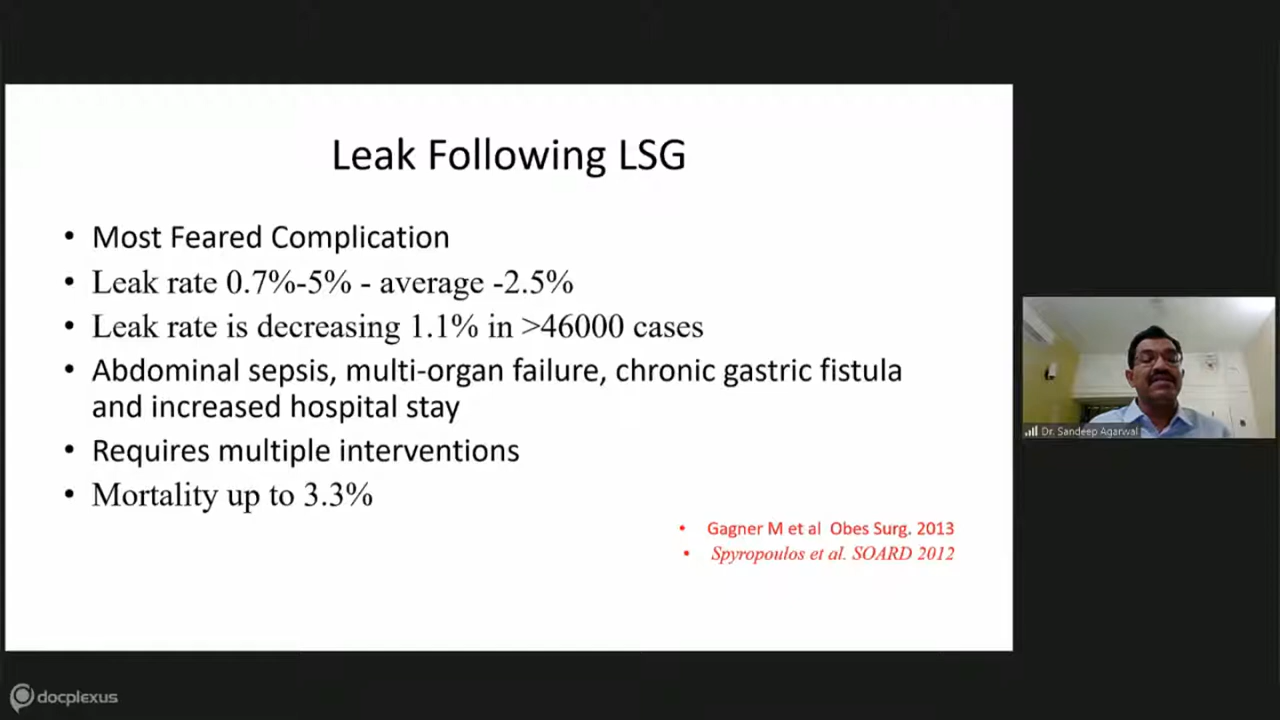 Leak Following LSG
• Most Feared Complication
• Leak rate 0.7%-5% - average -2.5%
• Leak rate is decreasing 1.1% in >46000 cases
• Abdominal sepsis, multi-organ failure, chronic gastric fistula
and increased hospital stay
• Requires multiple interventions
• Mortality up to 3.3%
• Gagner M et al Obes Surg. 2013
• Spyropoulos et al. SOARD 2012
Dr. Sandeep Agarwal
docplexus